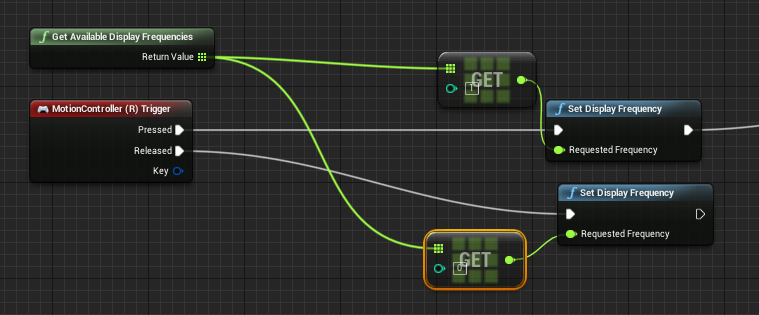 f Get Available Display Frequencies
Return Value
GET
1
MotionController (R) Trigger
Pressed
Released
Key
f Set Display Frequency
Requested Frequency
f Set Display Frequency
Requested Frequency
GET
0